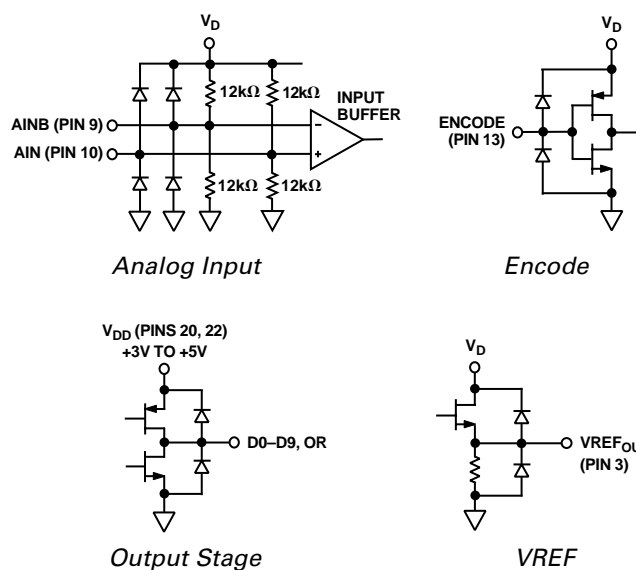 V_D
12kΩ 12kΩ
INPUT
BUFFER
AINB (PIN 9)
–
AIN (PIN 10)
+
12kΩ 12kΩ
Analog Input
V_D
ENCODE
(PIN 13)
Encode
V_DD (PINS 20, 22)
+3V TO +5V
D0–D9, OR
Output Stage
V_D
VREF_OU
(PIN 3)
VREF